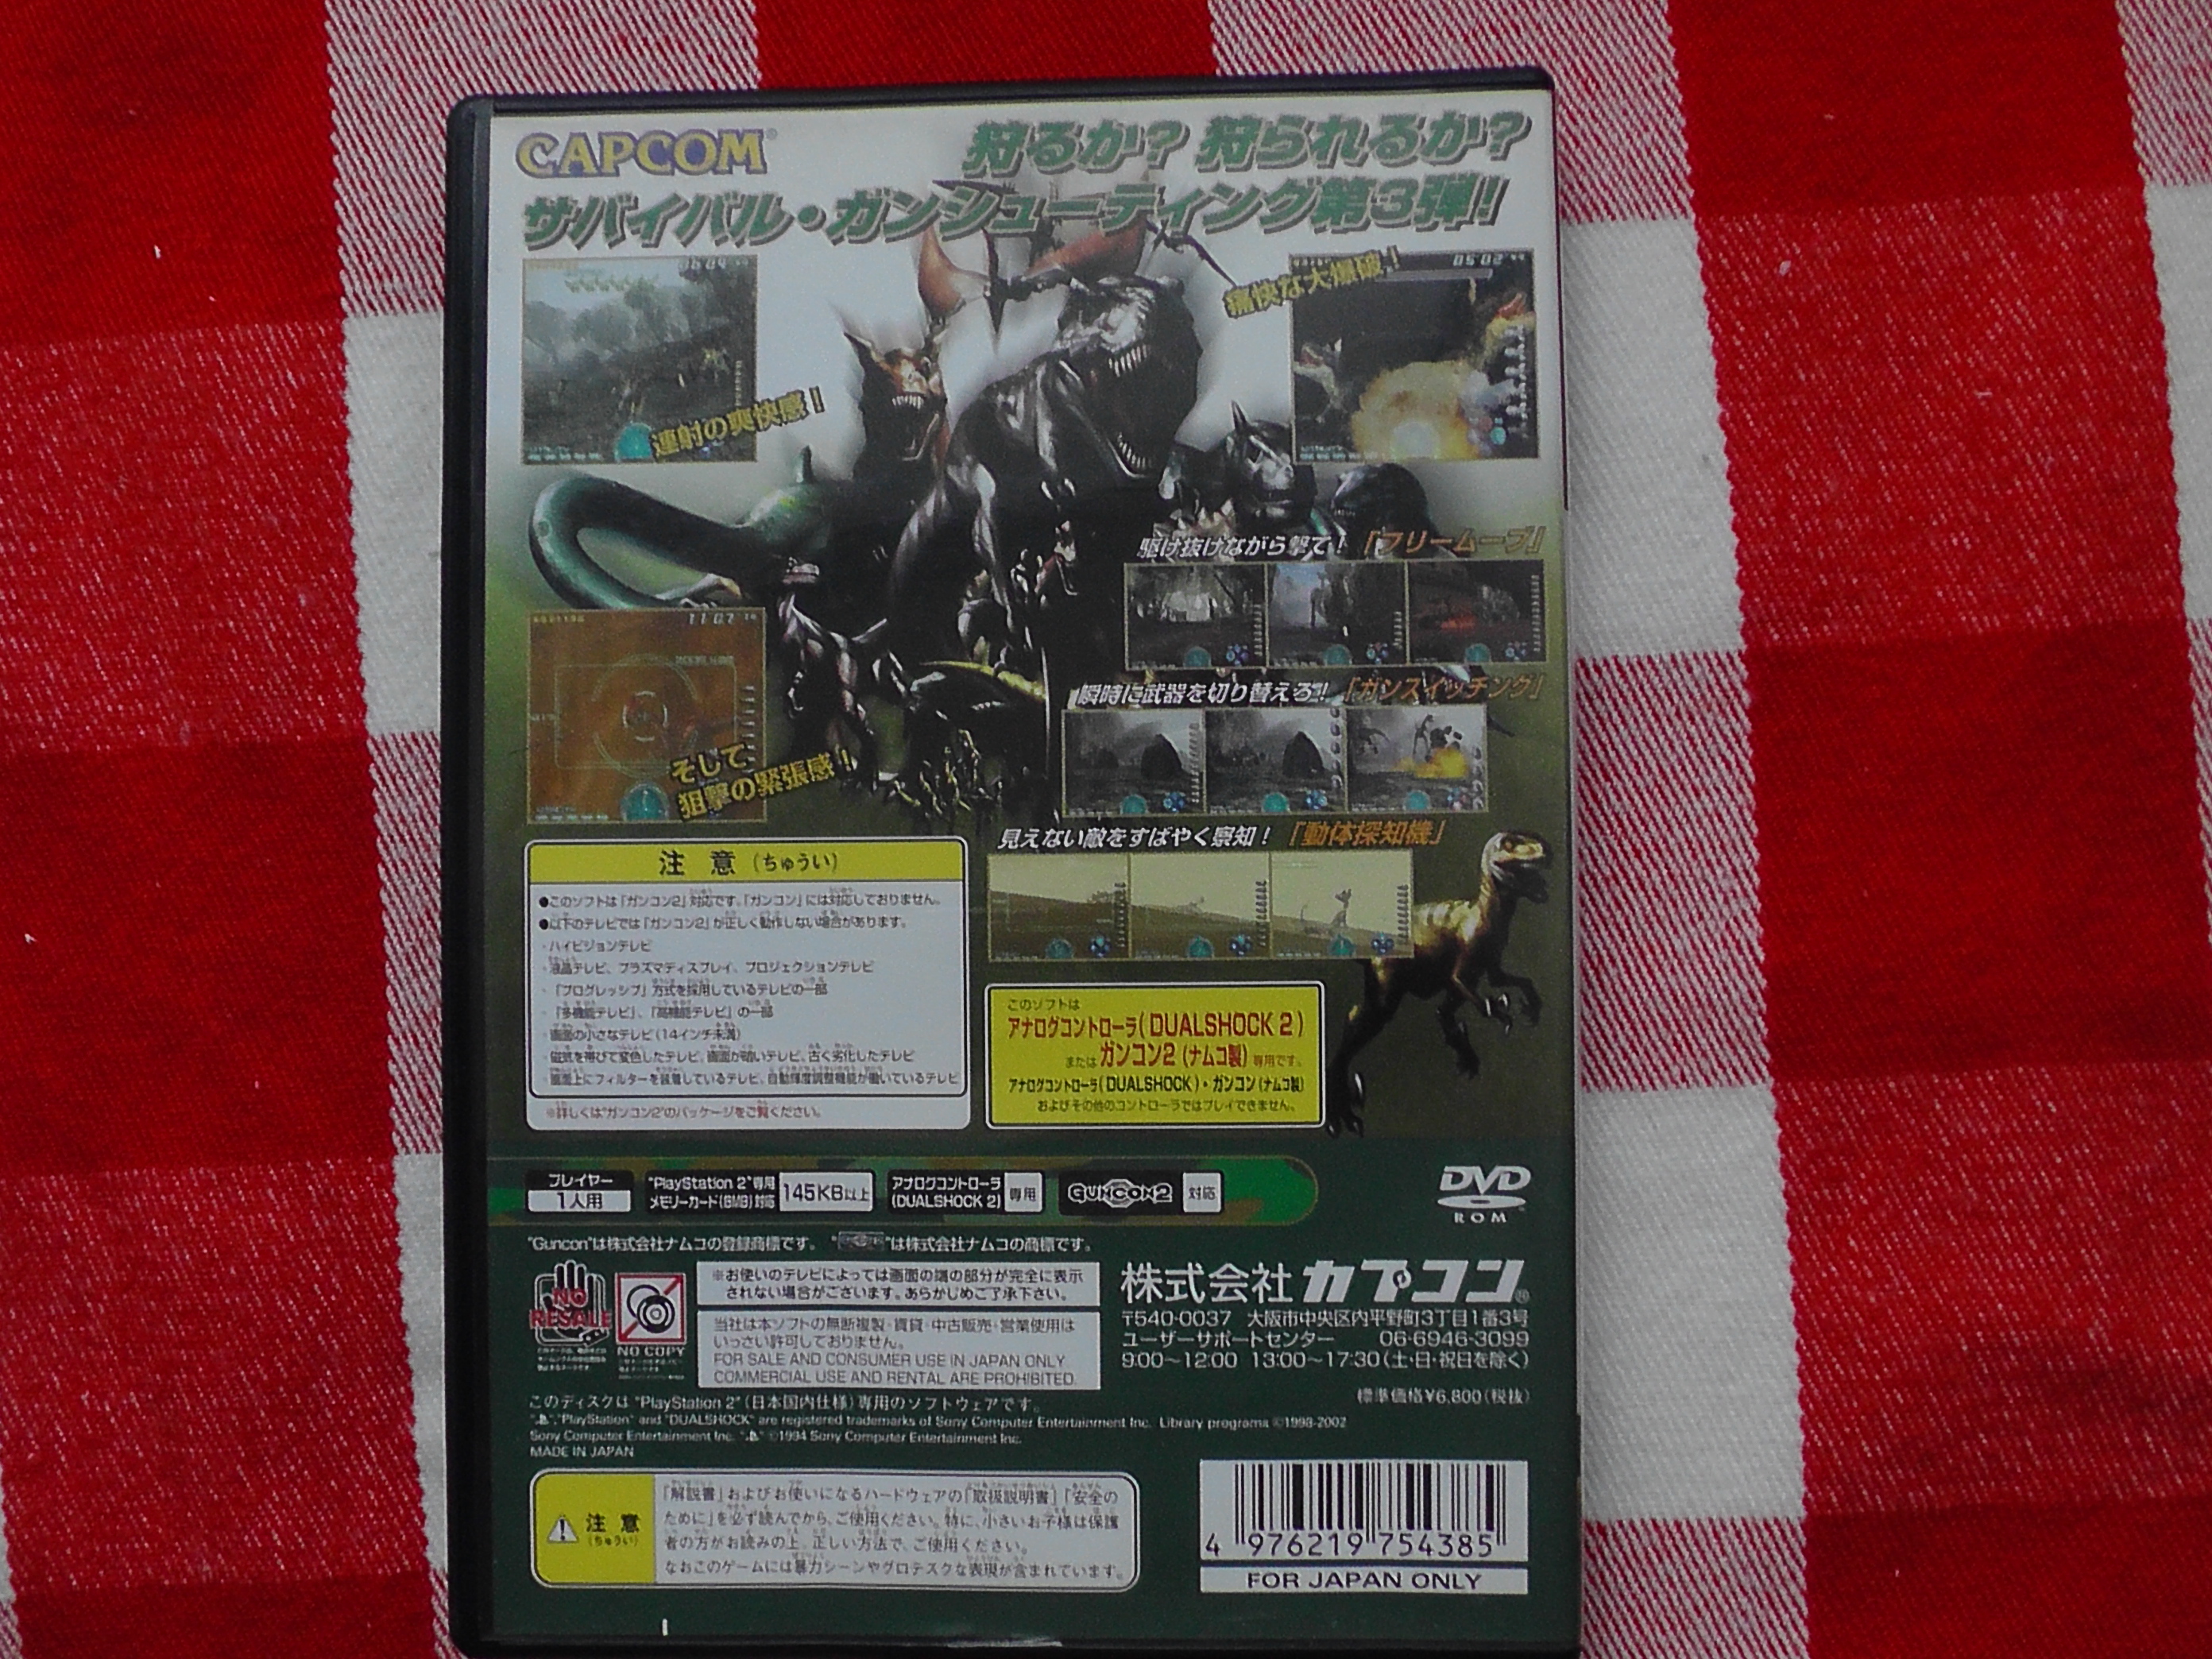 CAPCOM
狩るか? 狩られるか?
サバイバル・ガンシューティング第3弾!
痛快な大爆破!
連射の爽快感!
駆け抜けながら撃て! 「フリームーブ」
瞬時に武器を切り替えろ! 「ガンスイッチング」
そして、
狙撃の緊張感!
見えない敵をすばやく察知! 「動体探知機」
注 意 (ちゅうい)
●このソフトは「ガンコン2」対応です。「ガンコン」には対応しておりません。
●以下のテレビでは「ガンコン2」が正しく動作しない場合があります。
・ハイビジョンテレビ
・液晶テレビ、プラズマディスプレイ、プロジェクションテレビ
・「プログレッシブ」方式を採用しているテレビの一部
・「多機能テレビ」、「高機能テレビ」の一部
・画面の小さなテレビ(14インチ未満)
・磁気を帯びて変色したテレビ、画面が暗いテレビ、古く劣化したテレビ
・画面上にフィルターを装着しているテレビ、自動輝度調整機能が働いているテレビ
※詳しくは"ガンコン2"のパッケージをご覧ください。
このソフトは
アナログコントローラ(DUALSHOCK 2)
または ガンコン2 (ナムコ製) 専用です。
アナログコントローラ(DUALSHOCK)・ガンコン(ナムコ製)
およびその他のコントローラではプレイできません。
プレイヤー
1人用
"PlayStation 2"専用
メモリーカード(8MB)対応
145KB以上
アナログコントローラ
(DUALSHOCK 2)
専用
GUNCON2
対応
DVD
ROM
"Guncon"は株式会社ナムコの登録商標です。 " "は株式会社ナムコの商標です。
NO
RESALE
NO COPY
※お使いのテレビによっては画面の端の部分が完全に表示
されない場合がございます。あらかじめご了承下さい。
当社は本ソフトの無断複製・賃貸・中古販売・営業使用は
いっさい許可しておりません。
FOR SALE AND CONSUMER USE IN JAPAN ONLY
COMMERCIAL USE AND RENTAL ARE PROHIBITED.
株式会社カプコン®
〒540-0037 大阪市中央区内平野町3丁目1番3号
ユーザーサポートセンター 06-6946-3099
9:00〜12:00 13:00〜17:30(土・日・祝日を除く)
標準価格¥6,800(税抜)
このディスクは "PlayStation 2"(日本国内仕様)専用のソフトウェアです。
" ","PlayStation" and "DUALSHOCK" are registered trademarks of Sony Computer Entertainment Inc. Library programs ©1998-2002
Sony Computer Entertainment Inc. " " ©1994 Sony Computer Entertainment Inc.
MADE IN JAPAN
注 意
(ちゅうい)
「解説書」およびお使いになるハードウェアの「取扱説明書」「安全の
ために」を必ず読んでから、ご使用ください。特に、小さいお子様は保護
者の方がお読みの上、正しい方法で、ご使用ください。
なおこのゲームには暴力シーンやグロテスクな表現が含まれています。
4 976219 754385
FOR JAPAN ONLY